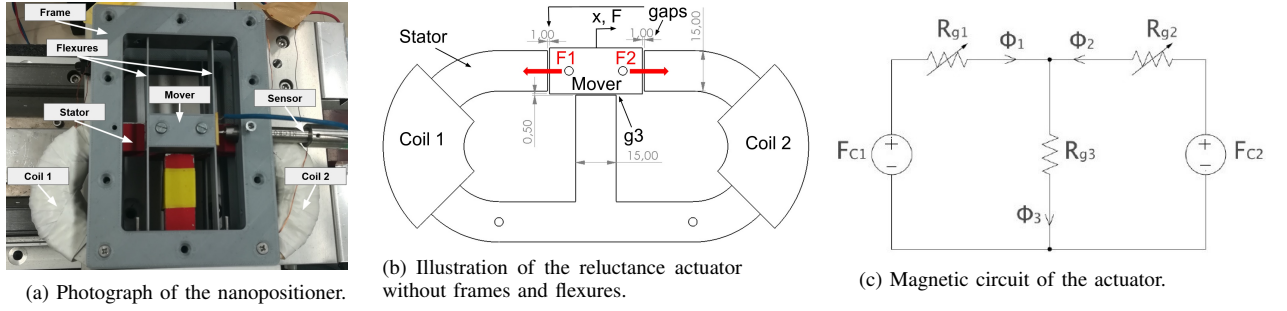 Frame
Flexures
Mover
Sensor
Stator
Coil 1
Coil 2
(a) Photograph of the nanopositioner.
x, F
gaps
1,00
1,00
15,00
Stator
F1
F2
Mover
0,50
g3
15,00
Coil 1
Coil 2
(b) Illustration of the reluctance actuator
without frames and flexures.
Rg1
Φ1
Φ2
Rg2
FC1
Rg3
FC2
Φ3
(c) Magnetic circuit of the actuator.